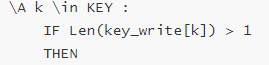 \A k \in KEY :
IF Len(key_write[k]) > 1
THEN